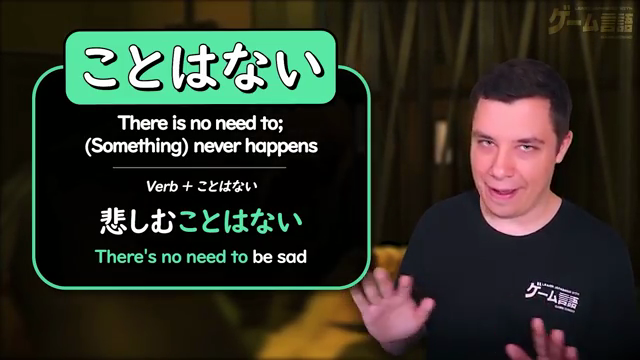 ことはない
There is no need to;
(Something) never happens
Verb + ことはない
悲しむことはない
There's no need to be sad
ゲーム言語
ゲーム言語